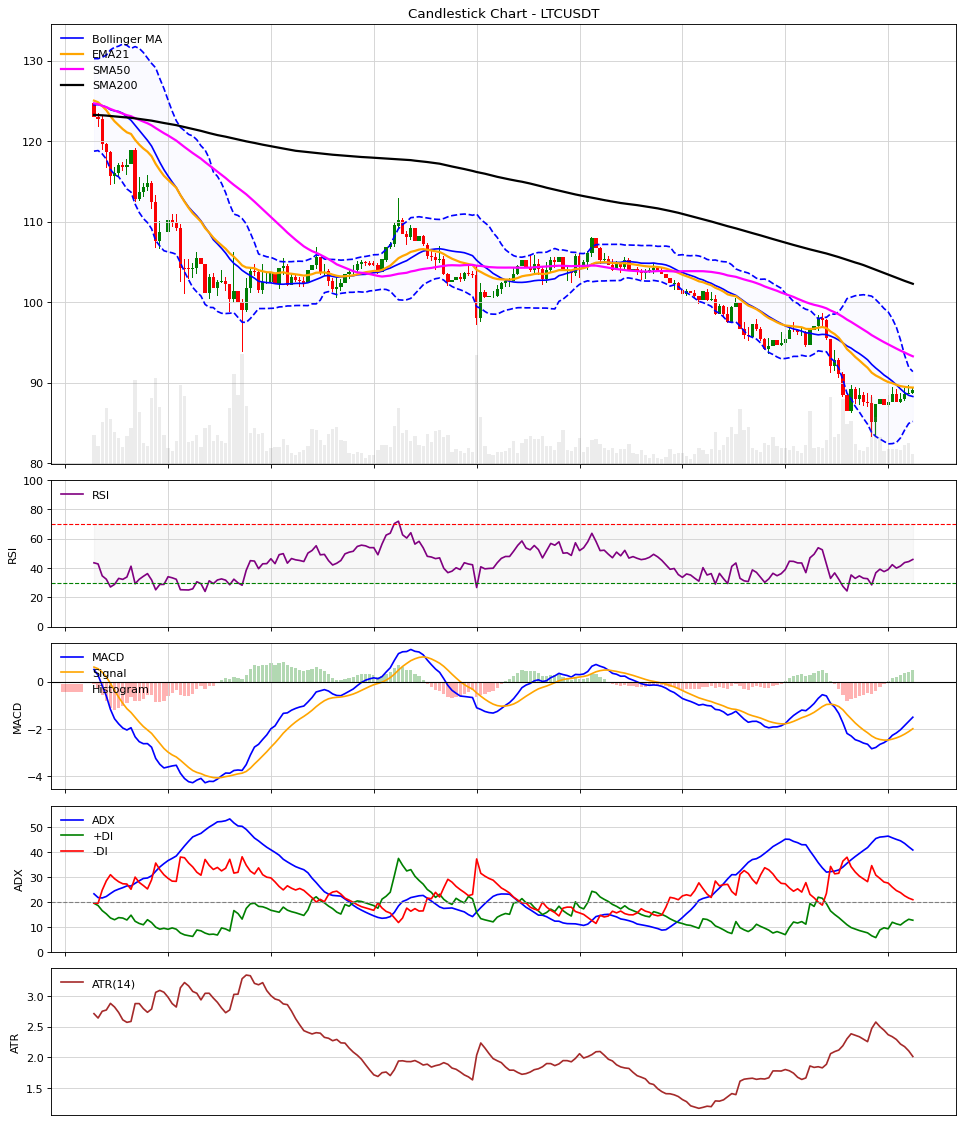 Candlestick Chart - LTCUSDT
Bollinger MA
EMA21
SMA50
SMA200
130
120
110
100
90
80
RSI
RSI
100
80
60
40
20
0
MACD
Signal
Histogram
MACD
0
−2
−4
ADX
+DI
-DI
ADX
50
40
30
20
10
0
ATR(14)
ATR
3.0
2.5
2.0
1.5